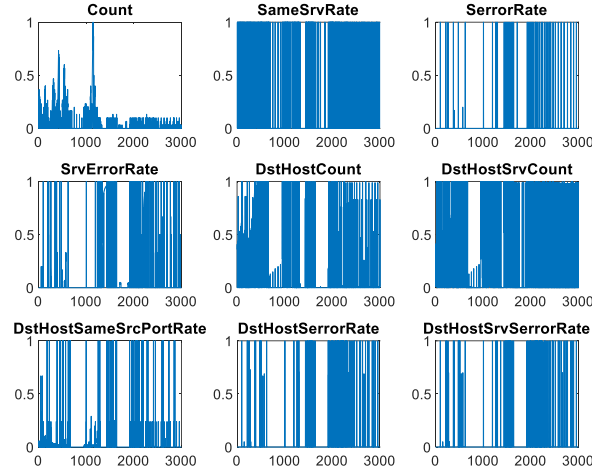 Count SameSrvRate SerrorRate
1 1 1
0.5 0.5 0.5
0 0 0
0 1000 2000 3000 0 1000 2000 3000 0 1000 2000 3000
SrvErrorRate DstHostCount DstHostSrvCount
1 1 1
0.5 0.5 0.5
0 0 0
0 1000 2000 3000 0 1000 2000 3000 0 1000 2000 3000
DstHostSameSrcPortRate DstHostSerrorRate DstHostSrvSerrorRate
1 1 1
0.5 0.5 0.5
0 0 0
0 1000 2000 3000 0 1000 2000 3000 0 1000 2000 3000